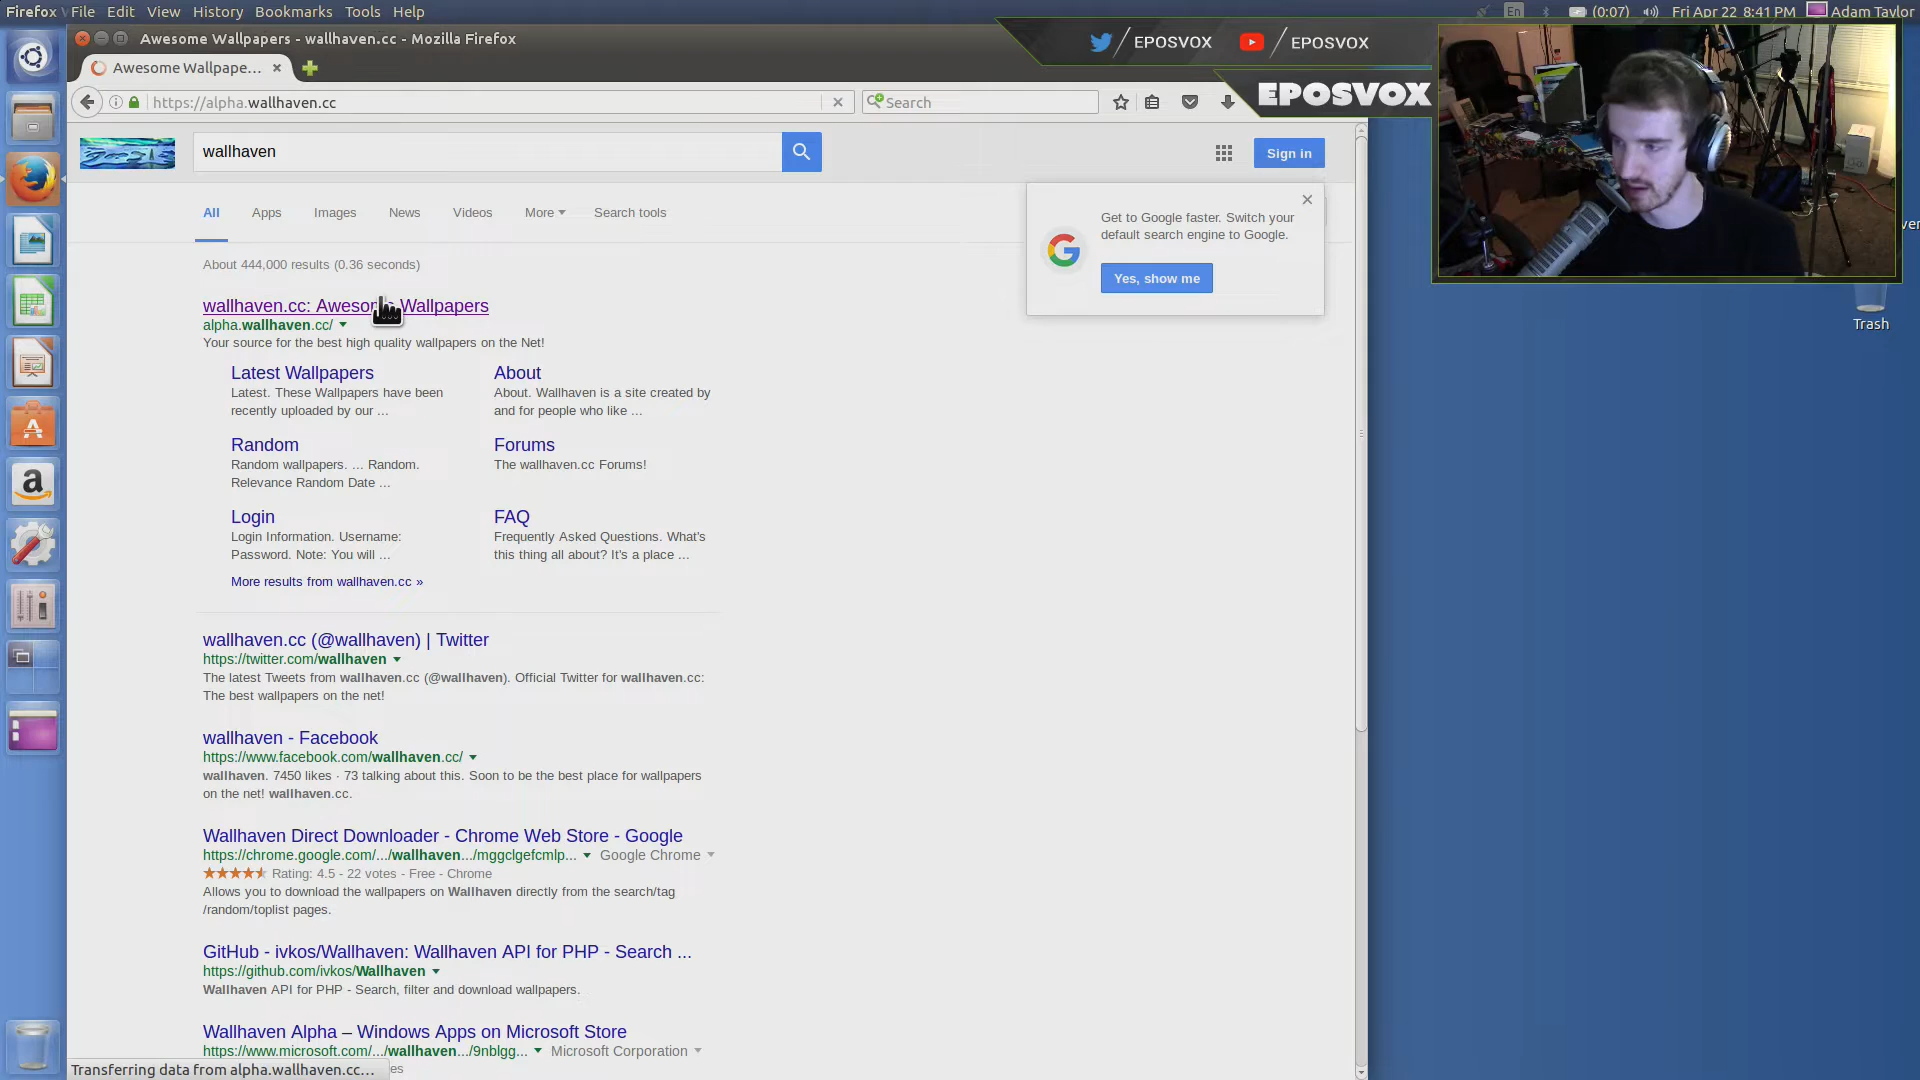 Firefox File Edit View History Bookmarks Tools Help
En (0:07) Fri Apr 22 8:41 PM Adam Taylor
Awesome Wallpapers - wallhaven.cc - Mozilla Firefox
EPOSVOX EPOSVOX
Awesome Wallpape...
EPOSVOX
https://alpha.wallhaven.cc
Search
wallhaven
Sign in
All Apps Images News Videos More Search tools
Get to Google faster. Switch your
default search engine to Google.
Yes, show me
About 444,000 results (0.36 seconds)
wallhaven.cc: Awesome Wallpapers
alpha.wallhaven.cc/
Your source for the best high quality wallpapers on the Net!
Latest Wallpapers
Latest. These Wallpapers have been
recently uploaded by our ...
About
About. Wallhaven is a site created by
and for people who like ...
Random
Random wallpapers. ... Random.
Relevance Random Date ...
Forums
The wallhaven.cc Forums!
Login
Login Information. Username:
Password. Note: You will ...
FAQ
Frequently Asked Questions. What's
this thing all about? It's a place ...
More results from wallhaven.cc »
wallhaven.cc (@wallhaven) | Twitter
https://twitter.com/wallhaven
The latest Tweets from wallhaven.cc (@wallhaven). Official Twitter for wallhaven.cc:
The best wallpapers on the net!
wallhaven - Facebook
https://www.facebook.com/wallhaven.cc/
wallhaven. 7450 likes · 73 talking about this. Soon to be the best place for wallpapers
on the net! wallhaven.cc.
Wallhaven Direct Downloader - Chrome Web Store - Google
https://chrome.google.com/.../wallhaven.../mggclgefcmlp... Google Chrome
Rating: 4.5 - 22 votes - Free - Chrome
Allows you to download the wallpapers on Wallhaven directly from the search/tag
/random/toplist pages.
GitHub - ivkos/Wallhaven: Wallhaven API for PHP - Search ...
https://github.com/ivkos/Wallhaven
Wallhaven API for PHP - Search, filter and download wallpapers.
Wallhaven Alpha – Windows Apps on Microsoft Store
https://www.microsoft.com/.../wallhaven.../9nblgg... Microsoft Corporation
Transferring data from alpha.wallhaven.cc...
Trash